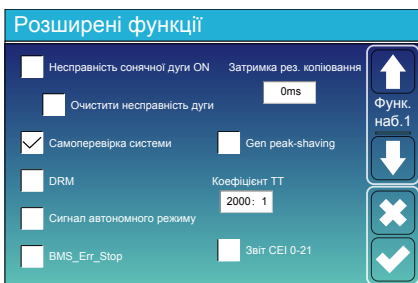 Розширені функції
Несправність сонячної дуги ON
Затримка рез. копіювання
0ms
Очистити несправність дуги
Функ.
наб.1
Самоперевірка системи
Gen peak-shaving
DRM
Коефіцієнт ТТ
2000: 1
Сигнал автономного режиму
BMS_Err_Stop
Звіт CEI 0-21